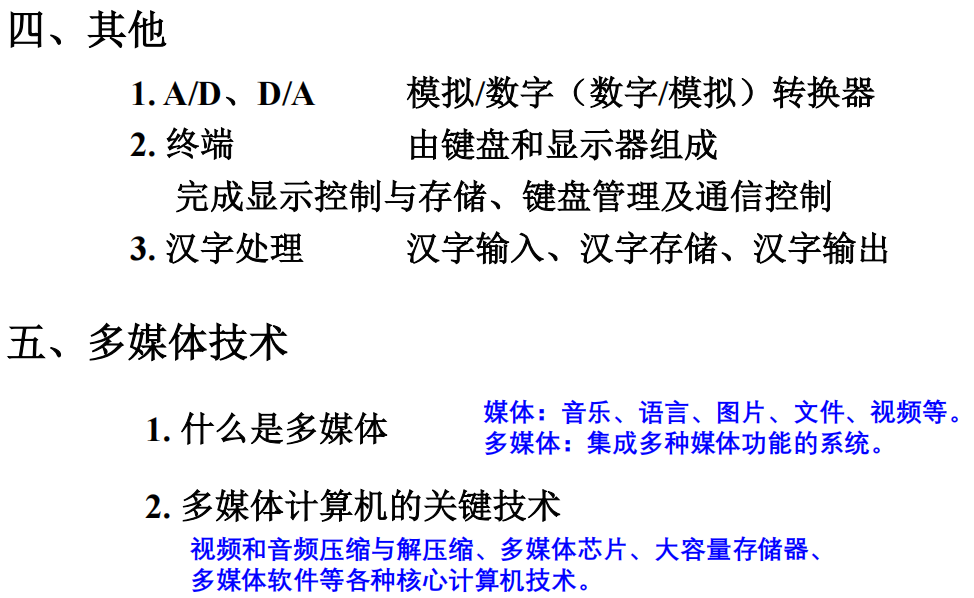 四、其他
1. A/D、D/A 模拟/数字（数字/模拟）转换器
2. 终端 由键盘和显示器组成
完成显示控制与存储、键盘管理及通信控制
3. 汉字处理 汉字输入、汉字存储、汉字输出
五、多媒体技术
1. 什么是多媒体
媒体：音乐、语言、图片、文件、视频等。
多媒体：集成多种媒体功能的系统。
2. 多媒体计算机的关键技术
视频和音频压缩与解压缩、多媒体芯片、大容量存储器、
多媒体软件等各种核心计算机技术。